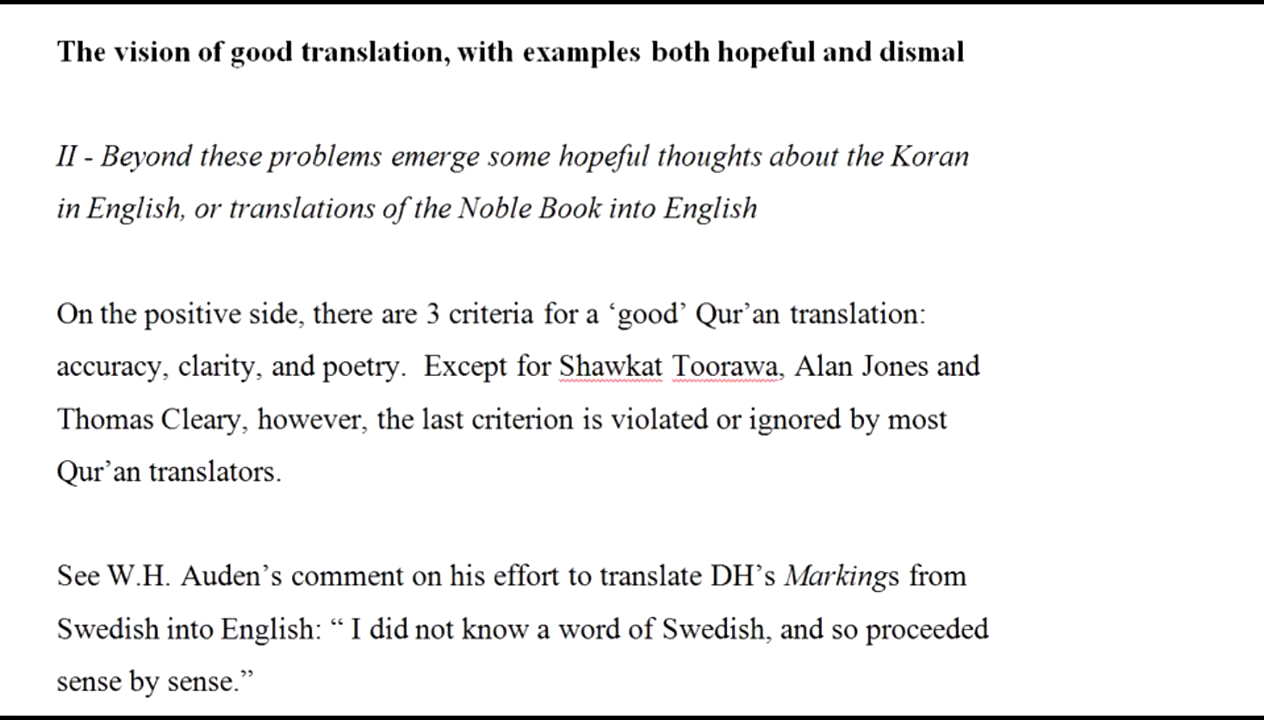 The vision of good translation, with examples both hopeful and dismal
II - Beyond these problems emerge some hopeful thoughts about the Koran
in English, or translations of the Noble Book into English
On the positive side, there are 3 criteria for a ‘good’ Qur’an translation:
accuracy, clarity, and poetry.  Except for Shawkat Toorawa, Alan Jones and
Thomas Cleary, however, the last criterion is violated or ignored by most
Qur’an translators.
See W.H. Auden’s comment on his effort to translate DH’s Markings from
Swedish into English: “ I did not know a word of Swedish, and so proceeded
sense by sense.”